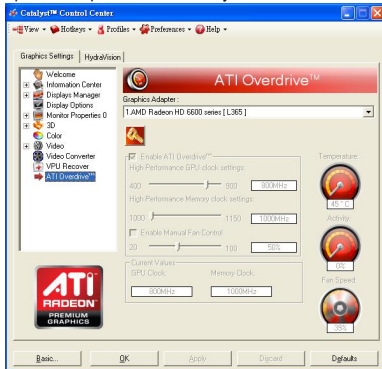 Catalyst™ Control Center
View Hotkeys Profiles Preferences Help
Graphics Settings HydraVision
Welcome
Information Center
Displays Manager
Display Options
Monitor Properties 0
3D
Color
Video
Video Converter
VPU Recover
ATI Overdrive™
ATI Overdrive™
Graphics Adapter :
1.AMD Radeon HD 6600 series [ L365 ]
Enable ATI Overdrive™
High Performance GPU clock settings:
400 900 800MHz
High Performance Memory clock settings:
1000 1150 1000MHz
Enable Manual Fan Control
20 100 50%
Current Values
GPU Clock: Memory Clock:
800MHz 1000MHz
Temperature:
45 °C
Activity:
0%
Fan Speed:
39%
ATI
RADEON
PREMIUM
GRAPHICS
Basic... OK Apply Discard Defaults